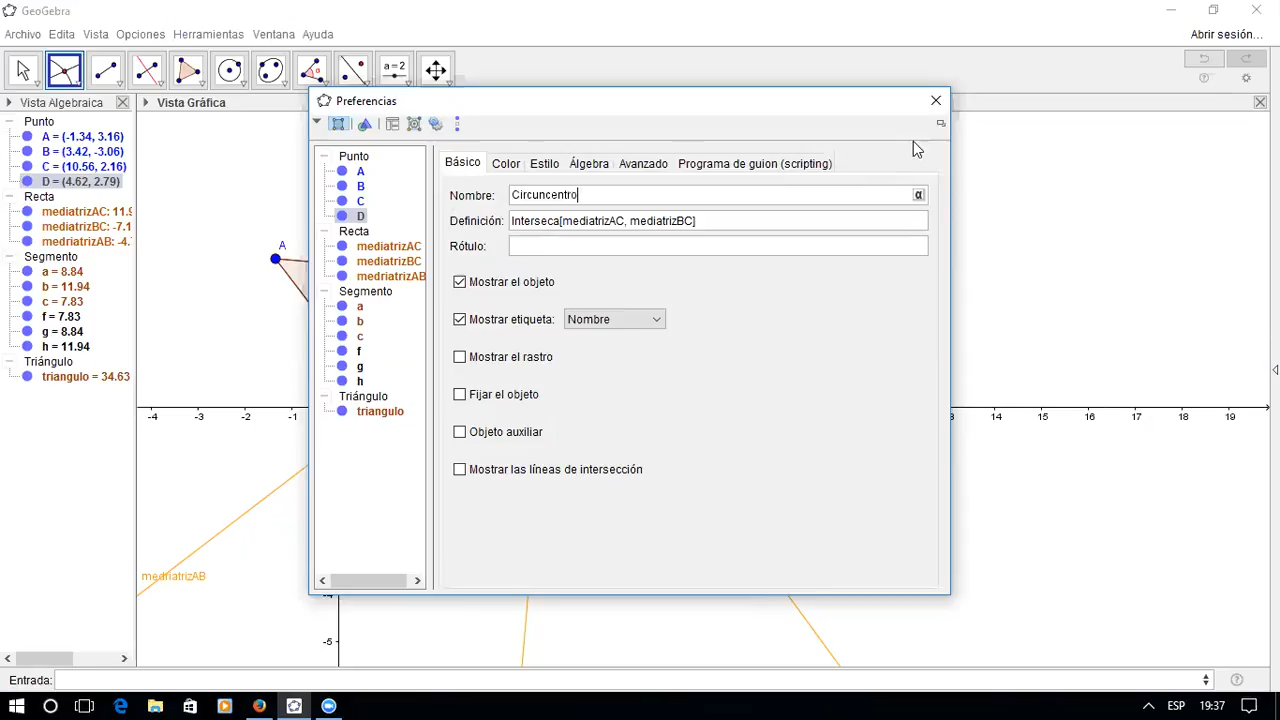 GeoGebra
Archivo Edita Vista Opciones Herramientas Ventana Ayuda
Abrir sesión...
a = 2
Vista Algebraica
Vista Gráfica
Punto
A = (-1.34, 3.16)
B = (3.42, -3.06)
C = (10.56, 2.16)
D = (4.62, 2.79)
Recta
mediatrizAC: 11.9
mediatrizBC: -7.1
medriatrizAB: -4.
Segmento
a = 8.84
b = 11.94
c = 7.83
f = 7.83
g = 8.84
h = 11.94
Triángulo
triangulo = 34.63
A
-4 -3 -2 -1
13 14 15 16 17 18 19
-5
medriatrizAB
Preferencias
Punto
A
B
C
D
Recta
mediatrizAC
mediatrizBC
medriatrizAB
Segmento
a
b
c
f
g
h
Triángulo
triangulo
Básico Color Estilo Álgebra Avanzado Programa de guion (scripting)
Nombre: Circuncentro α
Definición: Interseca[mediatrizAC, mediatrizBC]
Rótulo:
Mostrar el objeto
Mostrar etiqueta: Nombre
Mostrar el rastro
Fijar el objeto
Objeto auxiliar
Mostrar las líneas de intersección
Entrada:
ESP 19:37